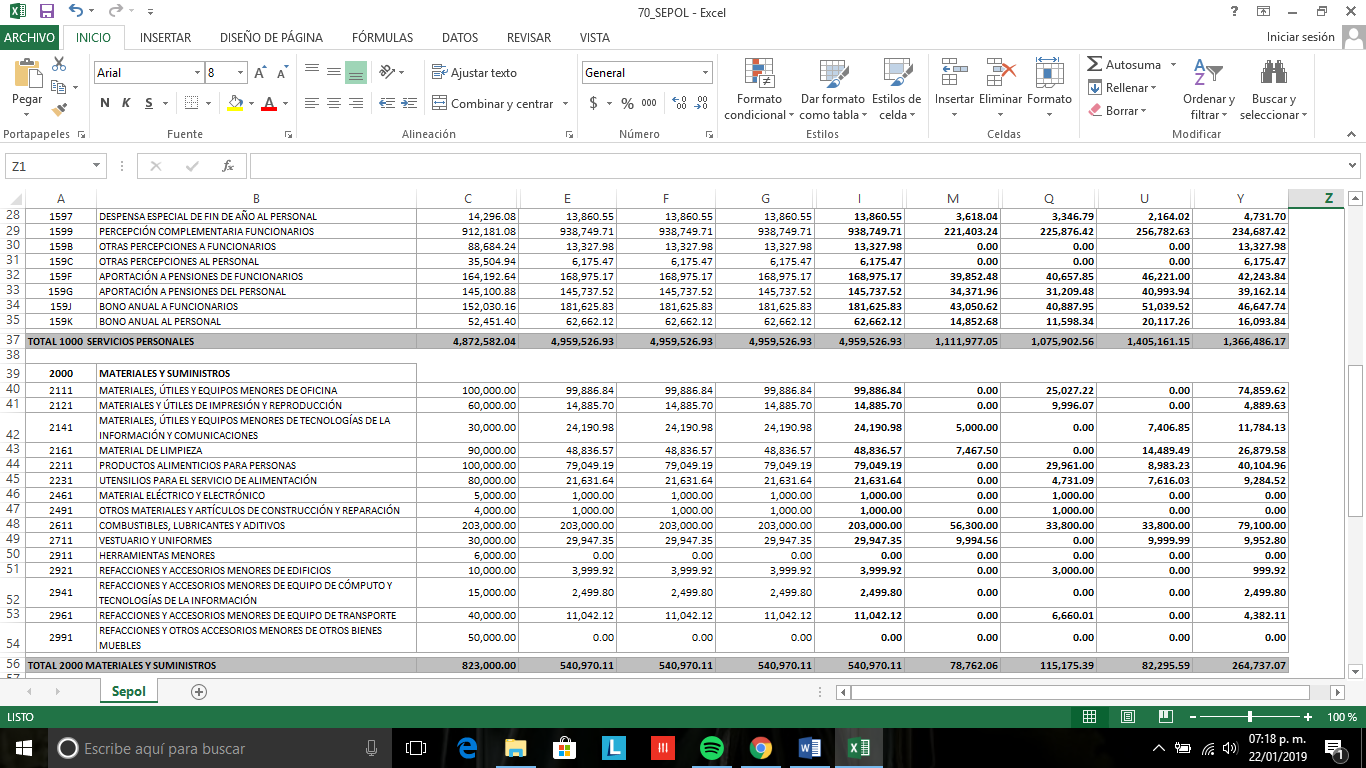 70_SEPOL - Excel
ARCHIVO INICIO INSERTAR DISEÑO DE PÁGINA FÓRMULAS DATOS REVISAR VISTA Iniciar sesión
Arial 8 Ajustar texto General Autosuma
Pegar Rellenar
N K S Combinar y centrar $ % 000 Borrar
Formato condicional Dar formato como tabla Estilos de celda Insertar Eliminar Formato Ordenar y filtrar Buscar y seleccionar
Portapapeles Fuente Alineación Número Estilos Celdas Modificar
Z1 fx
A B C E F G I M Q U Y Z
28 1597 DESPENSA ESPECIAL DE FIN DE AÑO AL PERSONAL 14,296.08 13,860.55 13,860.55 13,860.55 13,860.55 3,618.04 3,346.79 2,164.02 4,731.70
29 1599 PERCEPCIÓN COMPLEMENTARIA FUNCIONARIOS 912,181.08 938,749.71 938,749.71 938,749.71 938,749.71 221,403.24 225,876.42 256,782.63 234,687.42
30 159B OTRAS PERCEPCIONES A FUNCIONARIOS 88,684.24 13,327.98 13,327.98 13,327.98 13,327.98 0.00 0.00 0.00 13,327.98
31 159C OTRAS PERCEPCIONES AL PERSONAL 35,504.94 6,175.47 6,175.47 6,175.47 6,175.47 0.00 0.00 0.00 6,175.47
32 159F APORTACIÓN A PENSIONES DE FUNCIONARIOS 164,192.64 168,975.17 168,975.17 168,975.17 168,975.17 39,852.48 40,657.85 46,221.00 42,243.84
33 159G APORTACIÓN A PENSIONES DEL PERSONAL 145,100.88 145,737.52 145,737.52 145,737.52 145,737.52 34,371.96 31,209.48 40,993.94 39,162.14
34 159J BONO ANUAL A FUNCIONARIOS 152,030.16 181,625.83 181,625.83 181,625.83 181,625.83 43,050.62 40,887.95 51,039.52 46,647.74
35 159K BONO ANUAL AL PERSONAL 52,451.40 62,662.12 62,662.12 62,662.12 62,662.12 14,852.68 11,598.34 20,117.26 16,093.84
37 TOTAL 1000 SERVICIOS PERSONALES 4,872,582.04 4,959,526.93 4,959,526.93 4,959,526.93 4,959,526.93 1,111,977.05 1,075,902.56 1,405,161.15 1,366,486.17
38
39 2000 MATERIALES Y SUMINISTROS
40 2111 MATERIALES, ÚTILES Y EQUIPOS MENORES DE OFICINA 100,000.00 99,886.84 99,886.84 99,886.84 99,886.84 0.00 25,027.22 0.00 74,859.62
41 2121 MATERIALES Y ÚTILES DE IMPRESIÓN Y REPRODUCCIÓN 60,000.00 14,885.70 14,885.70 14,885.70 14,885.70 0.00 9,996.07 0.00 4,889.63
MATERIALES, ÚTILES Y EQUIPOS MENORES DE TECNOLOGÍAS DE LA
42 2141 INFORMACIÓN Y COMUNICACIONES 30,000.00 24,190.98 24,190.98 24,190.98 24,190.98 5,000.00 0.00 7,406.85 11,784.13
43 2161 MATERIAL DE LIMPIEZA 90,000.00 48,836.57 48,836.57 48,836.57 48,836.57 7,467.50 0.00 14,489.49 26,879.58
44 2211 PRODUCTOS ALIMENTICIOS PARA PERSONAS 100,000.00 79,049.19 79,049.19 79,049.19 79,049.19 0.00 29,961.00 8,983.23 40,104.96
45 2231 UTENSILIOS PARA EL SERVICIO DE ALIMENTACIÓN 80,000.00 21,631.64 21,631.64 21,631.64 21,631.64 0.00 4,731.09 7,616.03 9,284.52
46 2461 MATERIAL ELÉCTRICO Y ELECTRÓNICO 5,000.00 1,000.00 1,000.00 1,000.00 1,000.00 0.00 1,000.00 0.00 0.00
47 2491 OTROS MATERIALES Y ARTÍCULOS DE CONSTRUCCIÓN Y REPARACIÓN 4,000.00 1,000.00 1,000.00 1,000.00 1,000.00 0.00 1,000.00 0.00 0.00
48 2611 COMBUSTIBLES, LUBRICANTES Y ADITIVOS 203,000.00 203,000.00 203,000.00 203,000.00 203,000.00 56,300.00 33,800.00 33,800.00 79,100.00
49 2711 VESTUARIO Y UNIFORMES 30,000.00 29,947.35 29,947.35 29,947.35 29,947.35 9,994.56 0.00 9,999.99 9,952.80
50 2911 HERRAMIENTAS MENORES 6,000.00 0.00 0.00 0.00 0.00 0.00 0.00 0.00 0.00
51 2921 REFACCIONES Y ACCESORIOS MENORES DE EDIFICIOS 10,000.00 3,999.92 3,999.92 3,999.92 3,999.92 0.00 3,000.00 0.00 999.92
REFACCIONES Y ACCESORIOS MENORES DE EQUIPO DE CÓMPUTO Y
52 2941 TECNOLOGÍAS DE LA INFORMACIÓN 15,000.00 2,499.80 2,499.80 2,499.80 2,499.80 0.00 0.00 0.00 2,499.80
53 2961 REFACCIONES Y ACCESORIOS MENORES DE EQUIPO DE TRANSPORTE 40,000.00 11,042.12 11,042.12 11,042.12 11,042.12 0.00 6,660.01 0.00 4,382.11
REFACCIONES Y OTROS ACCESORIOS MENORES DE OTROS BIENES
54 2991 MUEBLES 50,000.00 0.00 0.00 0.00 0.00 0.00 0.00 0.00 0.00
56 TOTAL 2000 MATERIALES Y SUMINISTROS 823,000.00 540,970.11 540,970.11 540,970.11 540,970.11 78,762.06 115,175.39 82,295.59 264,737.07
Sepol
LISTO 100 %
Escribe aquí para buscar 07:18 p. m.
22/01/2019